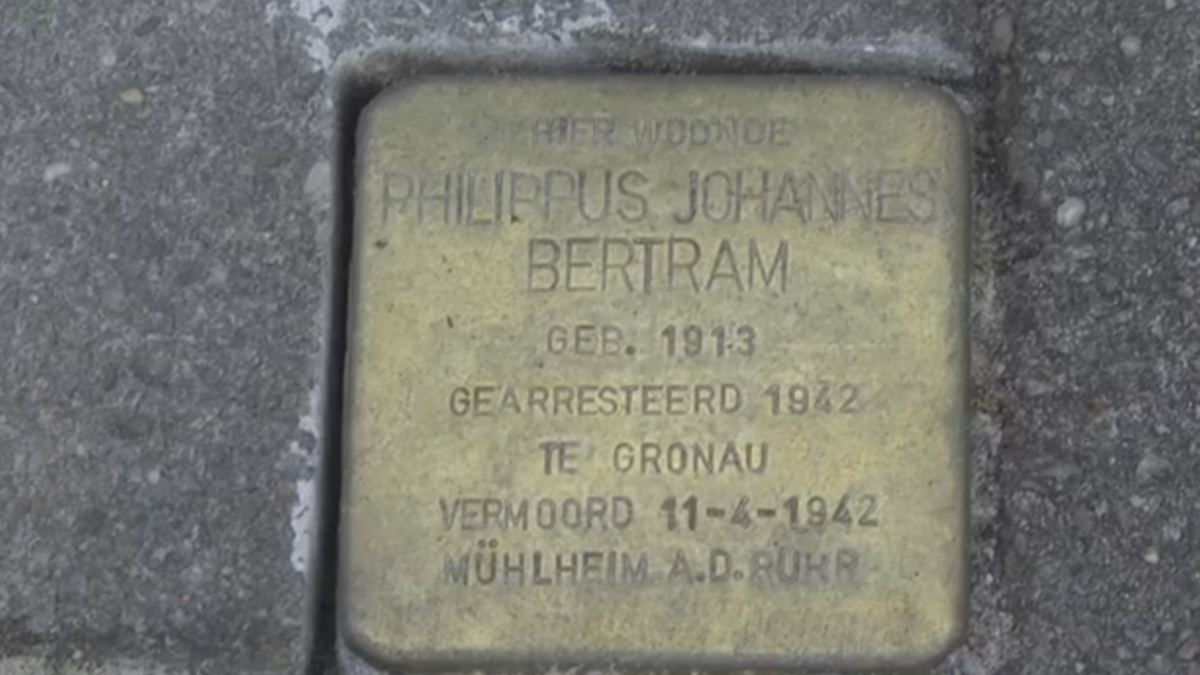 HIER WOONDE
PHILIPPUS JOHANNES
BERTRAM
GEB. 1913
GEARRESTEERD 1942
TE GRONAU
VERMOORD 11-4-1942
MÜHLHEIM A.D. RUHR